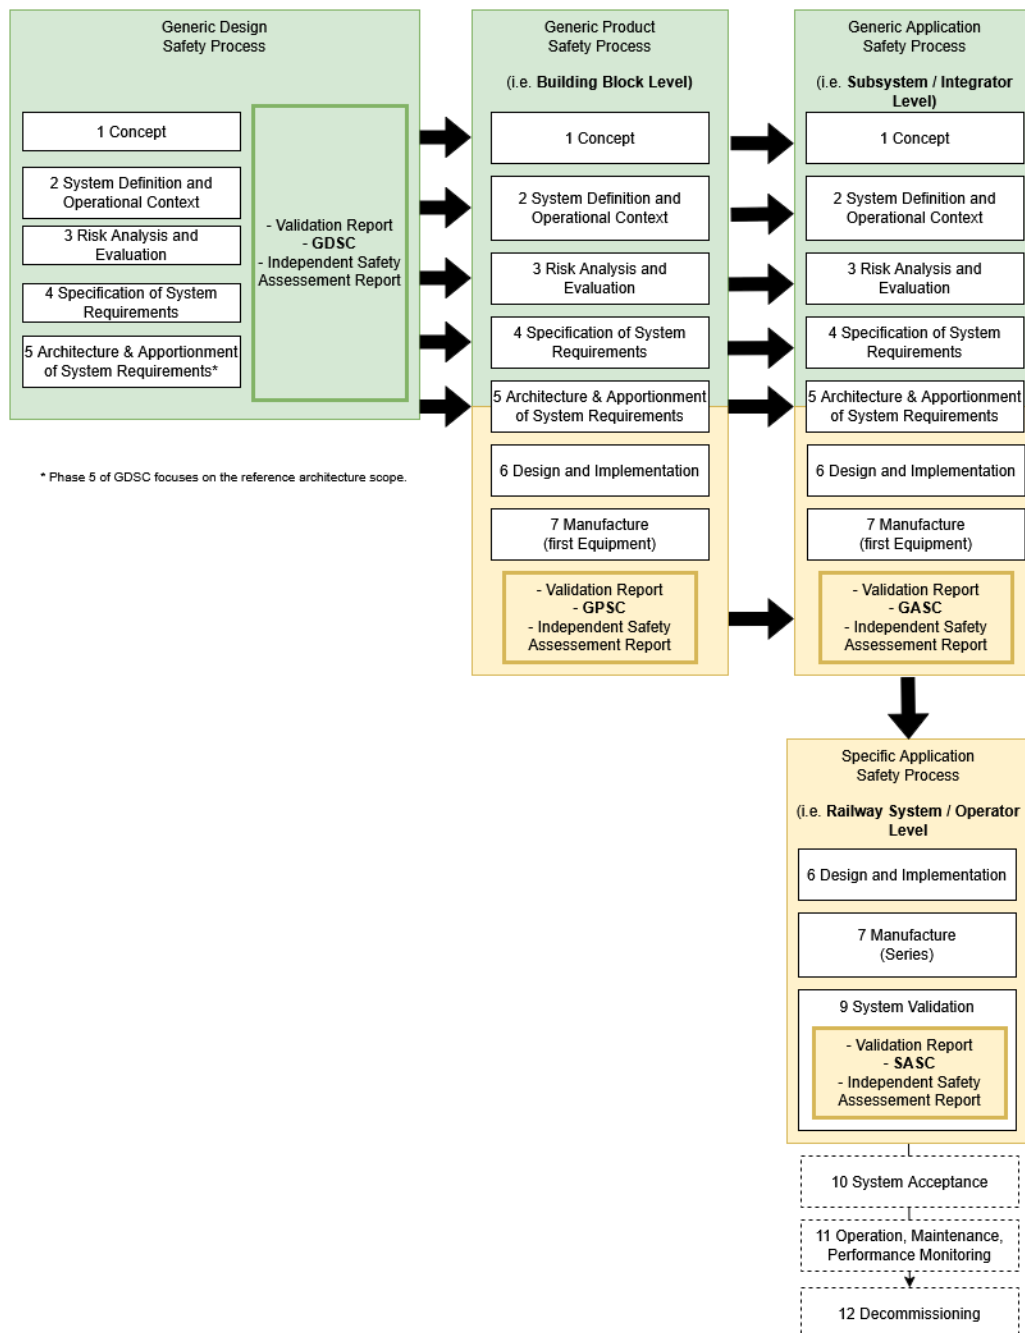 Generic Design
Safety Process
1 Concept
2 System Definition and
Operational Context
3 Risk Analysis and
Evaluation
4 Specification of System
Requirements
5 Architecture & Apportionment
of System Requirements*
- Validation Report
- GDSC
- Independent Safety
Assessement Report
* Phase 5 of GDSC focuses on the reference architecture scope.
Generic Product
Safety Process
(i.e. Building Block Level)
1 Concept
2 System Definition and
Operational Context
3 Risk Analysis and
Evaluation
4 Specification of System
Requirements
5 Architecture & Apportionment
of System Requirements
6 Design and Implementation
7 Manufacture
(first Equipment)
- Validation Report
- GPSC
- Independent Safety
Assessement Report
Generic Application
Safety Process
(i.e. Subsystem / Integrator
Level)
1 Concept
2 System Definition and
Operational Context
3 Risk Analysis and
Evaluation
4 Specification of System
Requirements
5 Architecture & Apportionment
of System Requirements
6 Design and Implementation
7 Manufacture
(first Equipment)
- Validation Report
- GASC
- Independent Safety
Assessement Report
Specific Application
Safety Process
(i.e. Railway System / Operator
Level
6 Design and Implementation
7 Manufacture
(Series)
9 System Validation
- Validation Report
- SASC
- Independent Safety
Assessement Report
10 System Acceptance
11 Operation, Maintenance,
Performance Monitoring
12 Decommissioning